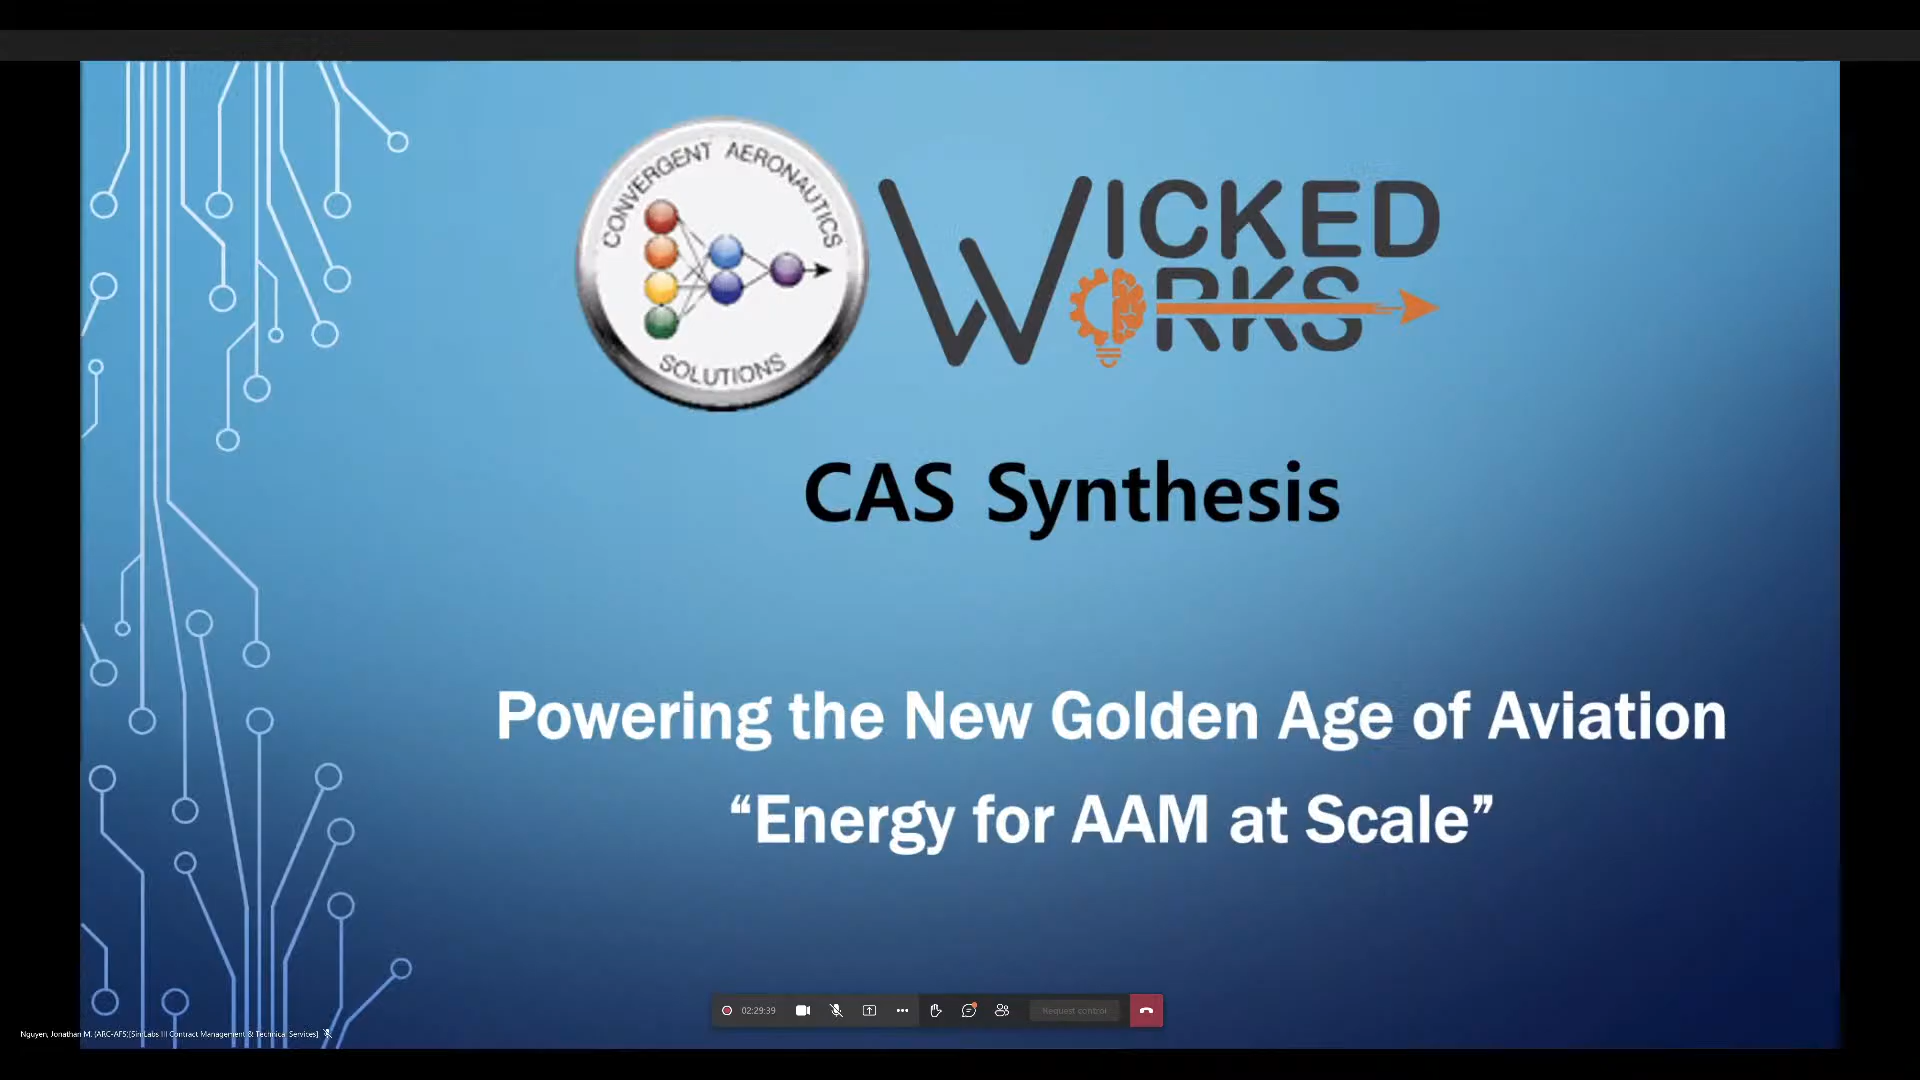 CONVERGENT AERONAUTICS
SOLUTIONS
WICKED
WORKS
CAS Synthesis
Powering the New Golden Age of Aviation
“Energy for AAM at Scale”
02:29:39
Request control
Nguyen, Jonathan M. (ARC-AFS)[SimLabs III Contract Management & Technical Services]